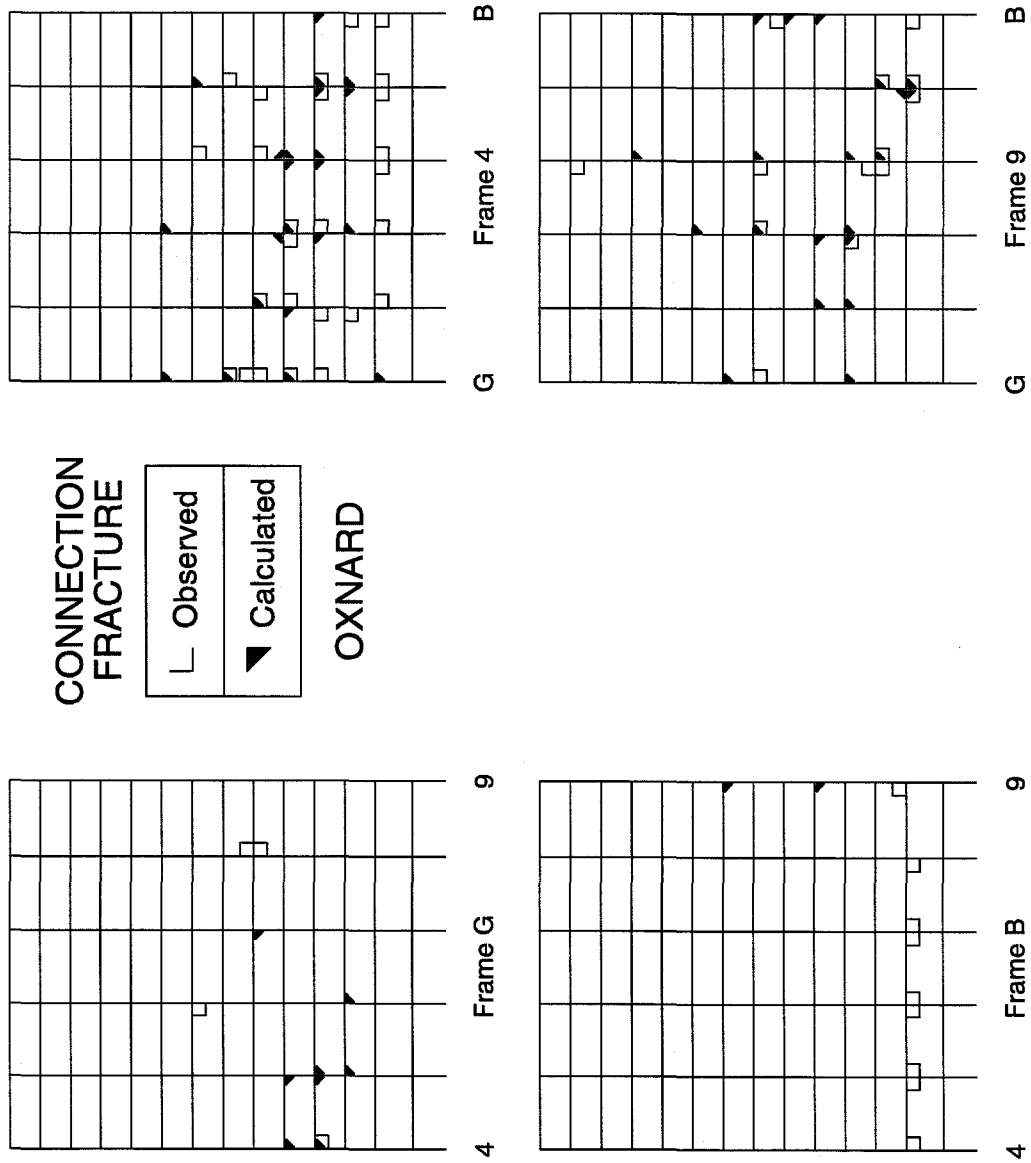 CONNECTION
FRACTURE
Observed
Calculated
OXNARD
4 Frame G 9
G Frame 4 B
4 Frame B 9
G Frame 9 B